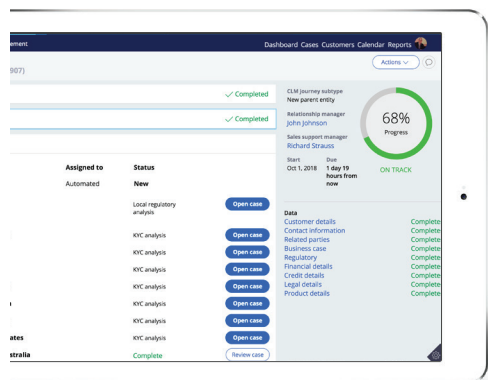 ement
Dashboard Cases Customers Calendar Reports
Actions
907)
Completed
Completed
Assigned to Status
Automated New
Local regulatory
analysis
Open case
KYC analysis Open case
KYC analysis Open case
KYC analysis Open case
KYC analysis Open case
KYC analysis Open case
KYC analysis Open case
ates KYC analysis Open case
stralia Complete Review case
CLM journey subtype
New parent entity
Relationship manager
John Johnson
Sales support manager
Richard Strauss
Start Due
Oct 1, 2018 1 day 19
hours from
now
68%
Progress
ON TRACK
Data
Customer details Complete
Contact information Complete
Related parties Complete
Business case Complete
Regulatory Complete
Financial details Complete
Credit details Complete
Legal details Complete
Product details Complete